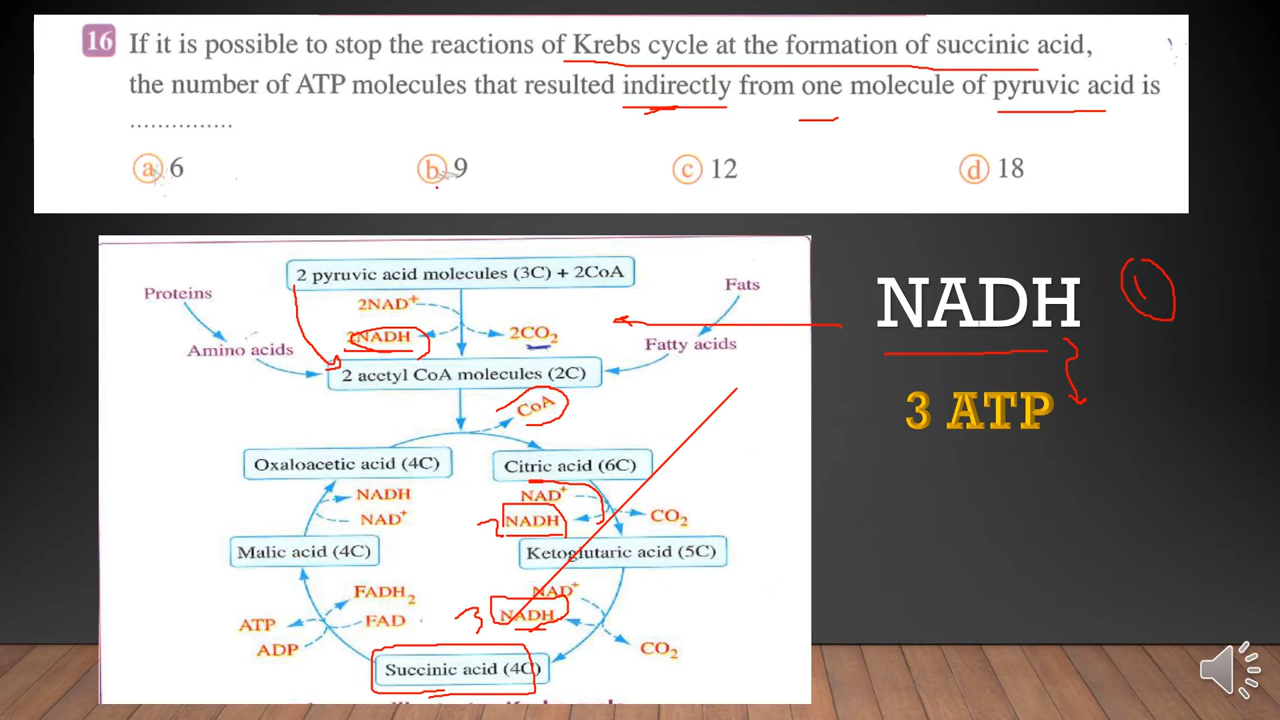 16 If it is possible to stop the reactions of Krebs cycle at the formation of succinic acid,
the number of ATP molecules that resulted indirectly from one molecule of pyruvic acid is
...............
a 6 b 9 c 12 d 18
2 pyruvic acid molecules (3C) + 2CoA
Proteins
Fats
2NAD+
2NADH
2CO2
Amino acids
Fatty acids
2 acetyl CoA molecules (2C)
CoA
Oxaloacetic acid (4C)
Citric acid (6C)
NADH
NAD+
NAD+
NADH
CO2
Malic acid (4C)
Ketoglutaric acid (5C)
FADH2
FAD
ATP
ADP
NAD+
3 NADH
CO2
Succinic acid (4C)
NADH
1
3 ATP